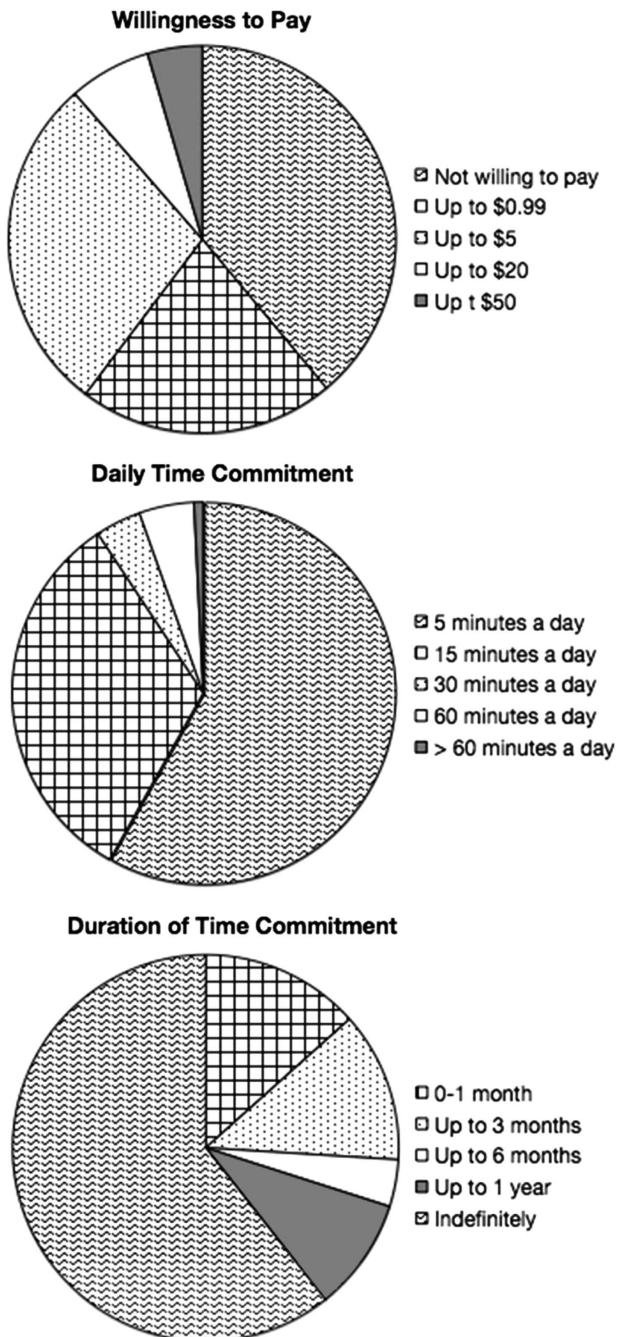 Willingness to Pay
Not willing to pay
Up to $0.99
Up to $5
Up to $20
Up t $50
Daily Time Commitment
5 minutes a day
15 minutes a day
30 minutes a day
60 minutes a day
> 60 minutes a day
Duration of Time Commitment
0-1 month
Up to 3 months
Up to 6 months
Up to 1 year
Indefinitely